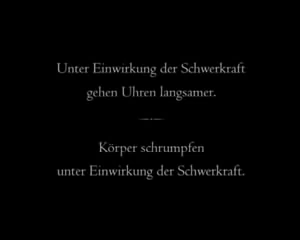 Unter Einwirkung der Schwerkraft
gehen Uhren langsamer.
Körper schrumpfen
unter Einwirkung der Schwerkraft.